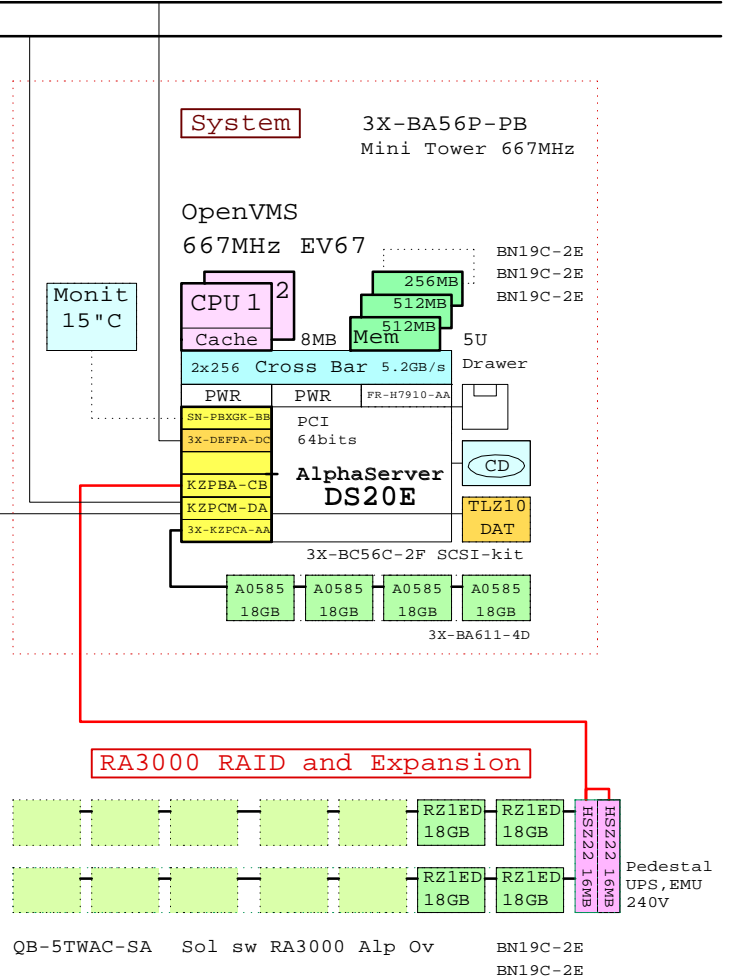 System
3X-BA56P-PB
Mini Tower 667MHz
OpenVMS
667MHz EV67
BN19C-2E
BN19C-2E
BN19C-2E
Monit
15"C
CPU 1
2
Cache
8MB
256MB
512MB
512MB
Mem
5U
Drawer
2x256 Cross Bar 5.2GB/s
PWR
PWR
FR-H7910-AA
SN-PBXGK-BB
3X-DEFPA-DC
PCI
64bits
KZPBA-CB
KZPCM-DA
3X-KZPCA-AA
AlphaServer
DS20E
CD
TLZ10
DAT
3X-BC56C-2F SCSI-kit
A0585
18GB
A0585
18GB
A0585
18GB
A0585
18GB
3X-BA611-4D
RA3000 RAID and Expansion
RZ1ED
18GB
RZ1ED
18GB
RZ1ED
18GB
RZ1ED
18GB
HSZ22 16MB
HSZ22 16MB
Pedestal
UPS,EMU
240V
QB-5TWAC-SA Sol sw RA3000 Alp Ov
BN19C-2E
BN19C-2E